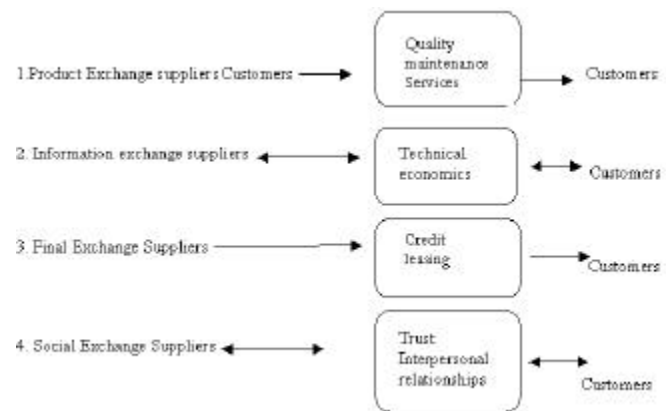 Quality
maintenance
Services
1.Product Exchange suppliers Customers
Customers
2. Information exchange suppliers
Technical
economics
Customers
3. Final Exchange Suppliers
Credit
leasing
Customers
4. Social Exchange Suppliers
Trust
Interpersonal
relationships
Customers